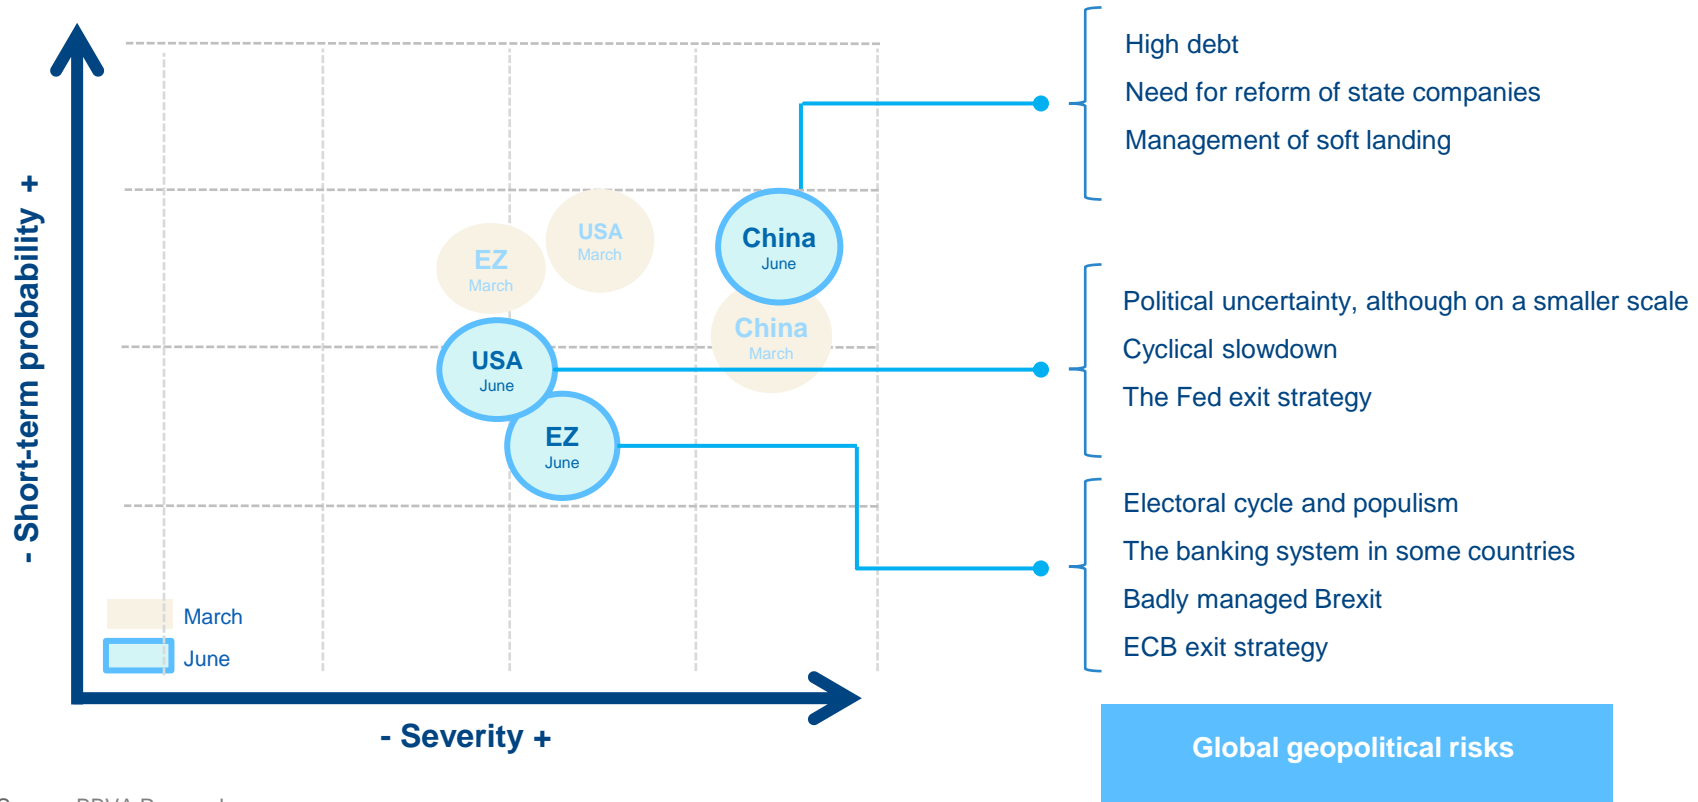 High debt
Need for reform of state companies
Management of soft landing
- Short-term probability +
USA
March
EZ
March
China
June
China
March
USA
June
EZ
June
Political uncertainty, although on a smaller scale
Cyclical slowdown
The Fed exit strategy
Electoral cycle and populism
The banking system in some countries
Badly managed Brexit
ECB exit strategy
March
June
- Severity +
Global geopolitical risks